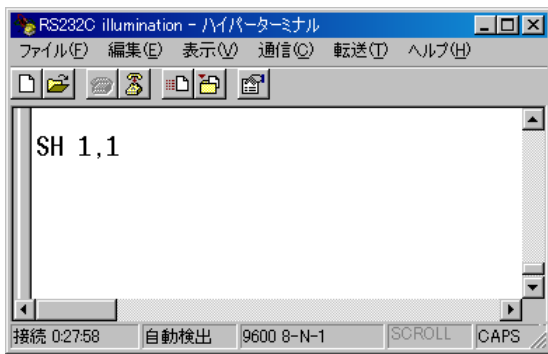 RS232C illumination - ハイパーターミナル
ファイル(F) 編集(E) 表示(V) 通信(C) 転送(T) ヘルプ(H)
SH 1,1
接続 0:27:58 自動検出 9600 8-N-1 SCROLL CAPS